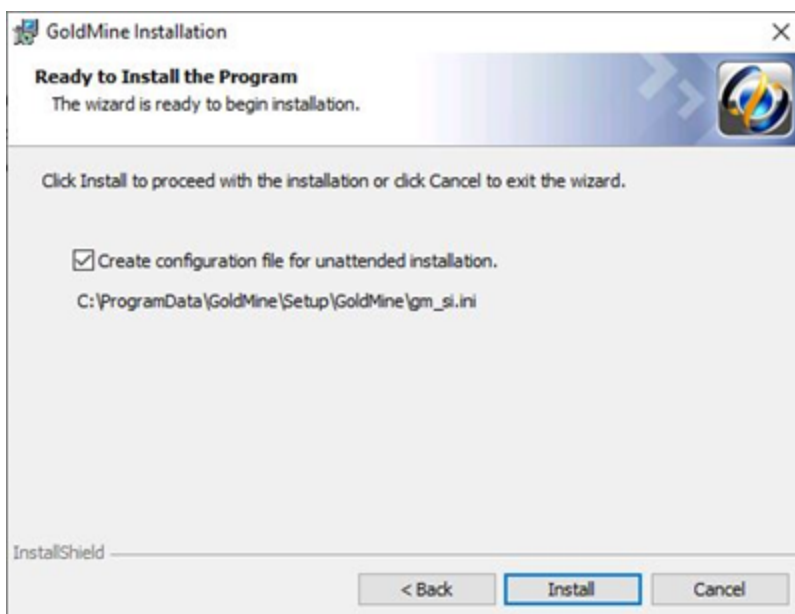 GoldMine Installation
Ready to Install the Program
The wizard is ready to begin installation.
Click Install to proceed with the installation or click Cancel to exit the wizard.
Create configuration file for unattended installation.
C:\ProgramData\GoldMine\Setup\GoldMine\gm_si.ini
InstallShield
< Back Install Cancel